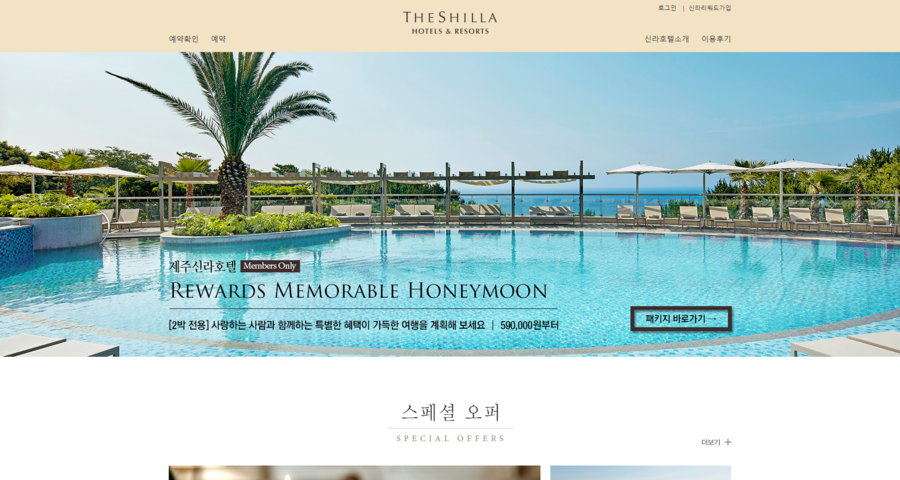 로그인 | 신라리워드가입
THE SHILLA
HOTELS & RESORTS
예약확인 예약 신라호텔소개 이용후기
제주신라호텔 Members Only
REWARDS MEMORABLE HONEYMOON
[2박 전용] 사랑하는 사람과 함께하는 특별한 혜택이 가득한 여행을 계획해 보세요 | 590,000원부터
패키지 바로가기→
스페셜 오퍼
SPECIAL OFFERS
더보기 +